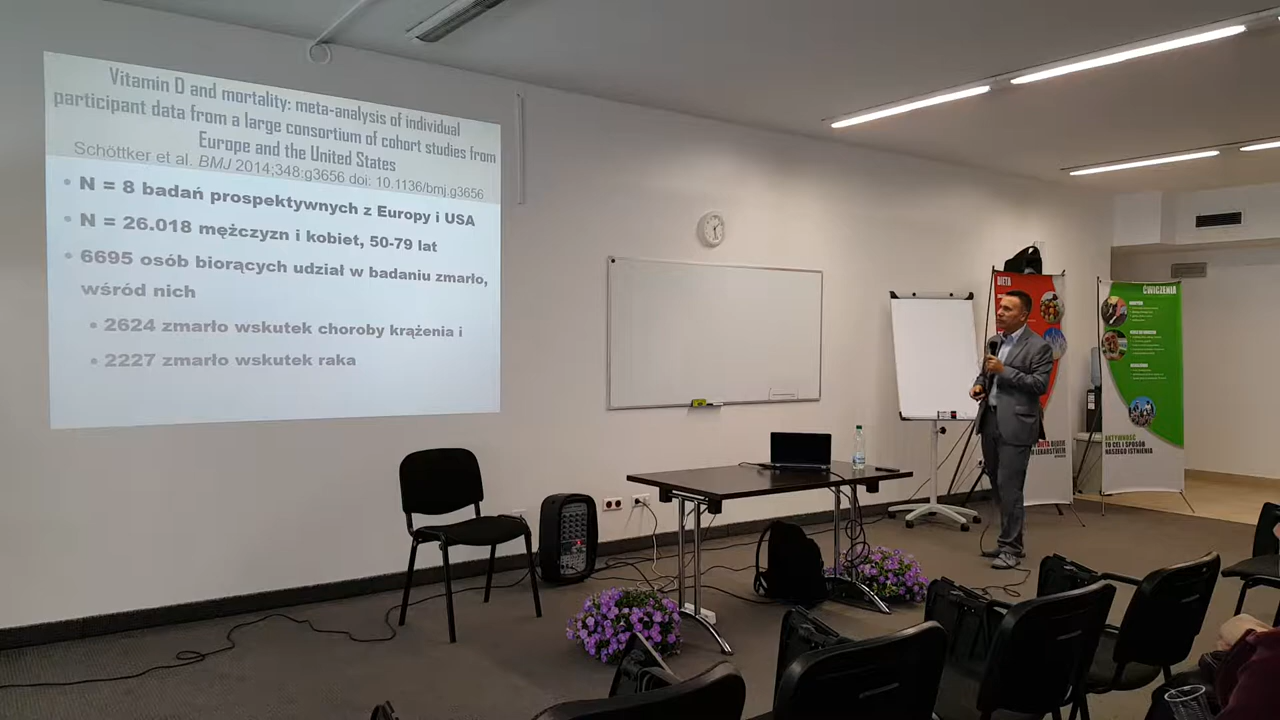 Vitamin D and mortality: meta-analysis of individual
participant data from a large consortium of cohort studies from
Europe and the United States
Schöttker et al. BMJ 2014;348:g3656 doi: 10.1136/bmj.g3656
• N = 8 badań prospektywnych z Europy i USA
• N = 26.018 mężczyzn i kobiet, 50-79 lat
• 6695 osób biorących udział w badaniu zmarło,
wśród nich
• 2624 zmarło wskutek choroby krążenia i
• 2227 zmarło wskutek raka
DIETA
DIETA BĘDZIE
LEKARSTWEM
ĆWICZENIA
AKTYWNOŚĆ
TO CEL I SPOSÓB
NASZEGO ISTNIENIA